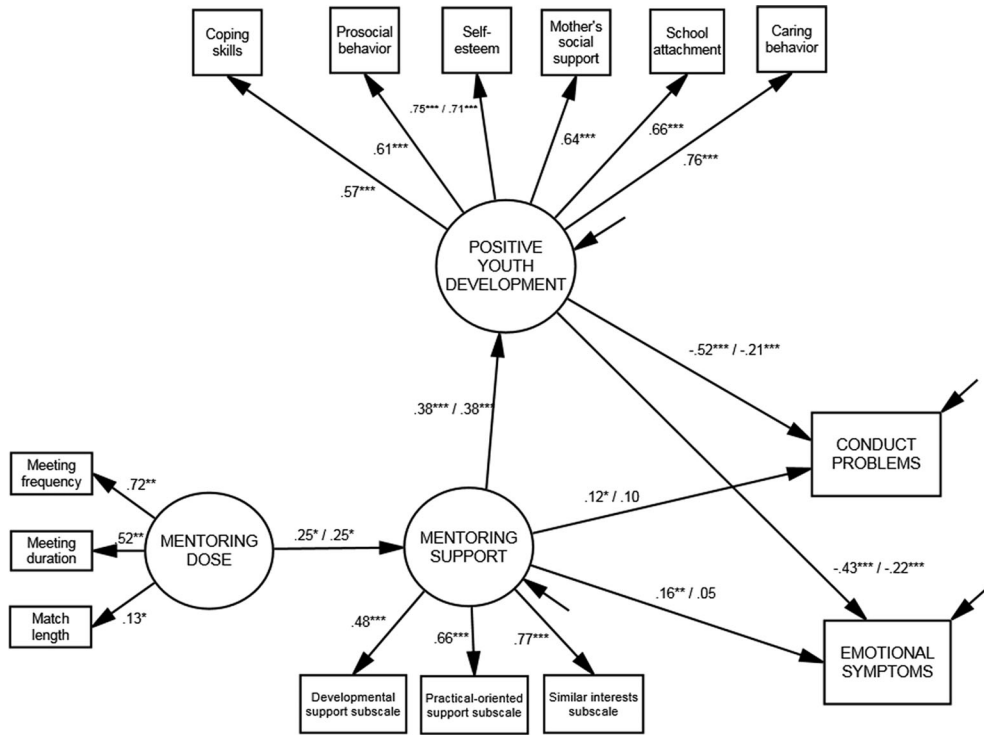 Coping
skills
Prosocial
behavior
Self-
esteem
Mother's
social
support
School
attachment
Caring
behavior
.75*** / .71***
.64***
.66***
.61***
.76***
.57***
POSITIVE
YOUTH
DEVELOPMENT
-.52*** / -.21***
.38*** / .38***
CONDUCT
PROBLEMS
Meeting
frequency
.72**
.12* / .10
Meeting
duration
.52**
MENTORING
DOSE
.25* / .25*
MENTORING
SUPPORT
-.43*** / -.22***
.16** / .05
Match
length
.13*
.48***
.66***
.77***
EMOTIONAL
SYMPTOMS
Developmental
support subscale
Practical-oriented
support subscale
Similar interests
subscale